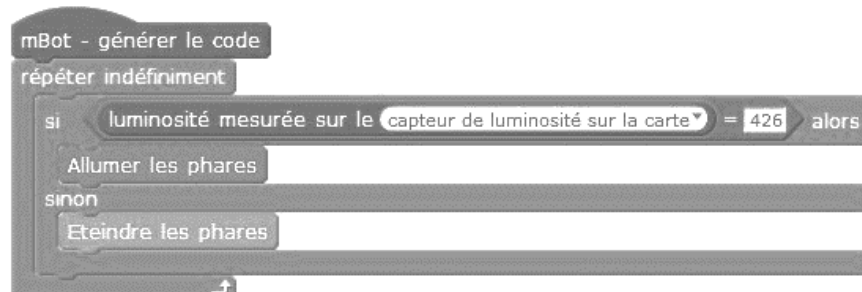 mBot - générer le code
répéter indéfiniment
si luminosité mesurée sur le capteur de luminosité sur la carte = 426 alors
Allumer les phares
sinon
Eteindre les phares